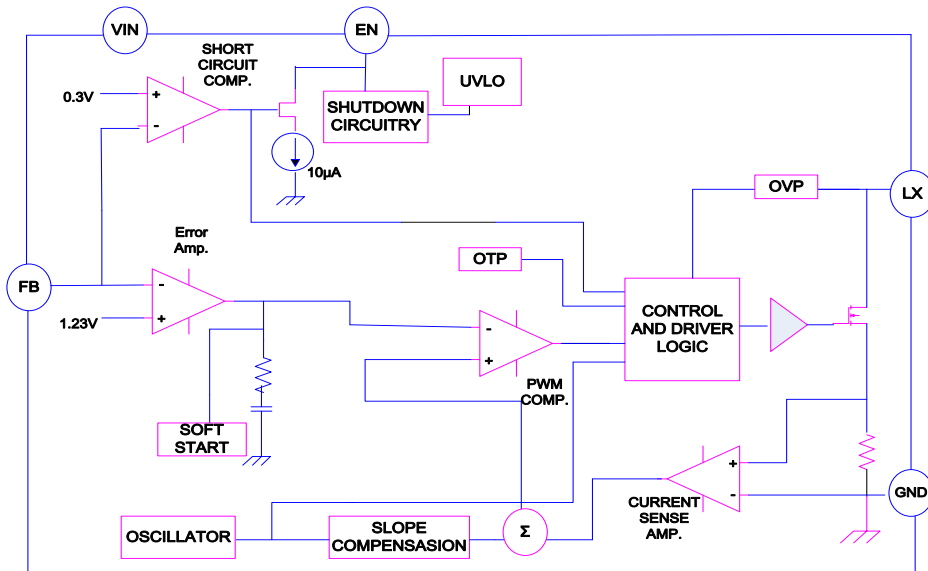 VIN
EN
SHORT
CIRCUIT
COMP.
UVLO
0.3V
+
-
SHUTDOWN
CIRCUITRY
10µA
OVP
LX
Error
Amp.
OTP
FB
-
+
1.23V
CONTROL
AND DRIVER
LOGIC
-
+
PWM
COMP.
SOFT
START
+
-
GND
CURRENT
SENSE
AMP.
OSCILLATOR
SLOPE
COMPENSASION
Σ